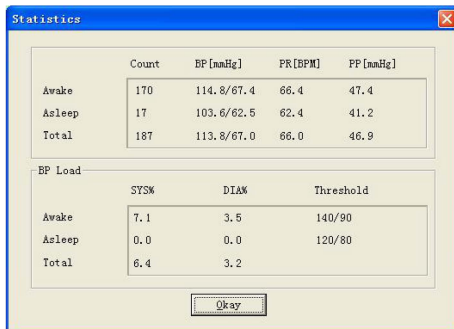 Statistics
Count BP[mmHg] PR[BPM] PP[mmHg]
Awake 170 114.8/67.4 66.4 47.4
Asleep 17 103.6/62.5 62.4 41.2
Total 187 113.8/67.0 66.0 46.9
BP Load
SYS% DIA% Threshold
Awake 7.1 3.5 140/90
Asleep 0.0 0.0 120/80
Total 6.4 3.2
Okay